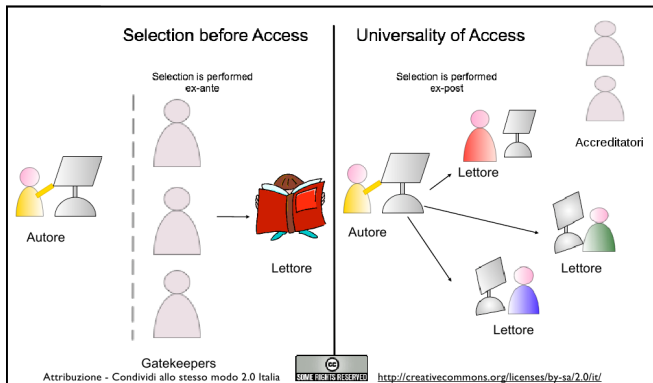 Selection before Access
Selection is performed
ex-ante
Autore
Lettore
Gatekeepers
Universality of Access
Selection is performed
ex-post
Accreditatori
Lettore
Autore
Lettore
Lettore
Attribuzione - Condividi allo stesso modo 2.0 Italia
cc
SOME RIGHTS RESERVED
http://creativecommons.org/licenses/by-sa/2.0/it/